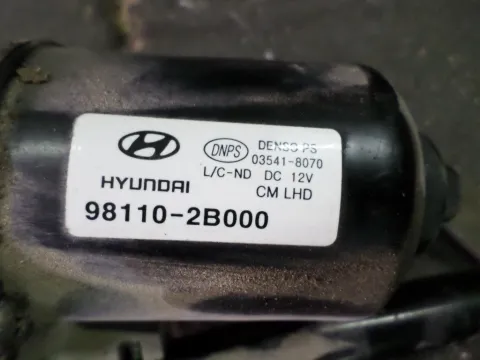 DNPS DENSO PS
03541-8070
L/C-ND DC 12V
HYUNDAI CM LHD
98110-2B000